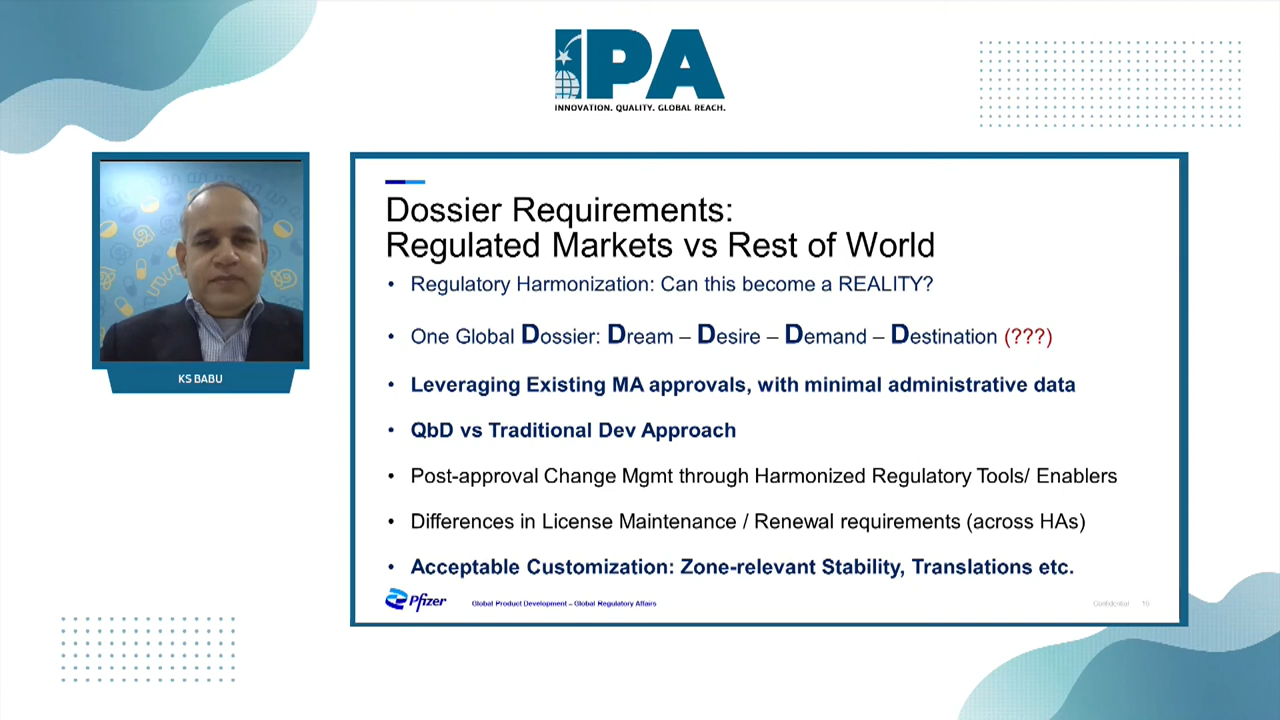 IPA
INNOVATION. QUALITY. GLOBAL REACH.
KS BABU
Dossier Requirements:
Regulated Markets vs Rest of World
• Regulatory Harmonization: Can this become a REALITY?
• One Global Dossier: Dream – Desire – Demand – Destination (???)
• Leveraging Existing MA approvals, with minimal administrative data
• QbD vs Traditional Dev Approach
• Post-approval Change Mgmt through Harmonized Regulatory Tools/ Enablers
• Differences in License Maintenance / Renewal requirements (across HAs)
• Acceptable Customization: Zone-relevant Stability, Translations etc.
Pfizer
Global Product Development – Global Regulatory Affairs
Confidential